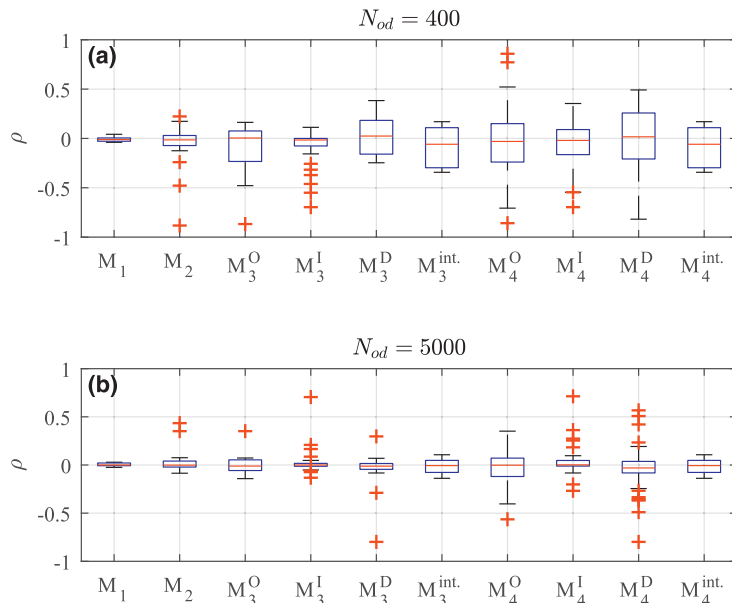 N_od = 400
(a)
1
0.5
0
-0.5
-1
ρ
M_1 M_2 M_3^O M_3^I M_3^D M_3^int. M_4^O M_4^I M_4^D M_4^int.
N_od = 5000
(b)
1
0.5
0
-0.5
-1
ρ
M_1 M_2 M_3^O M_3^I M_3^D M_3^int. M_4^O M_4^I M_4^D M_4^int.